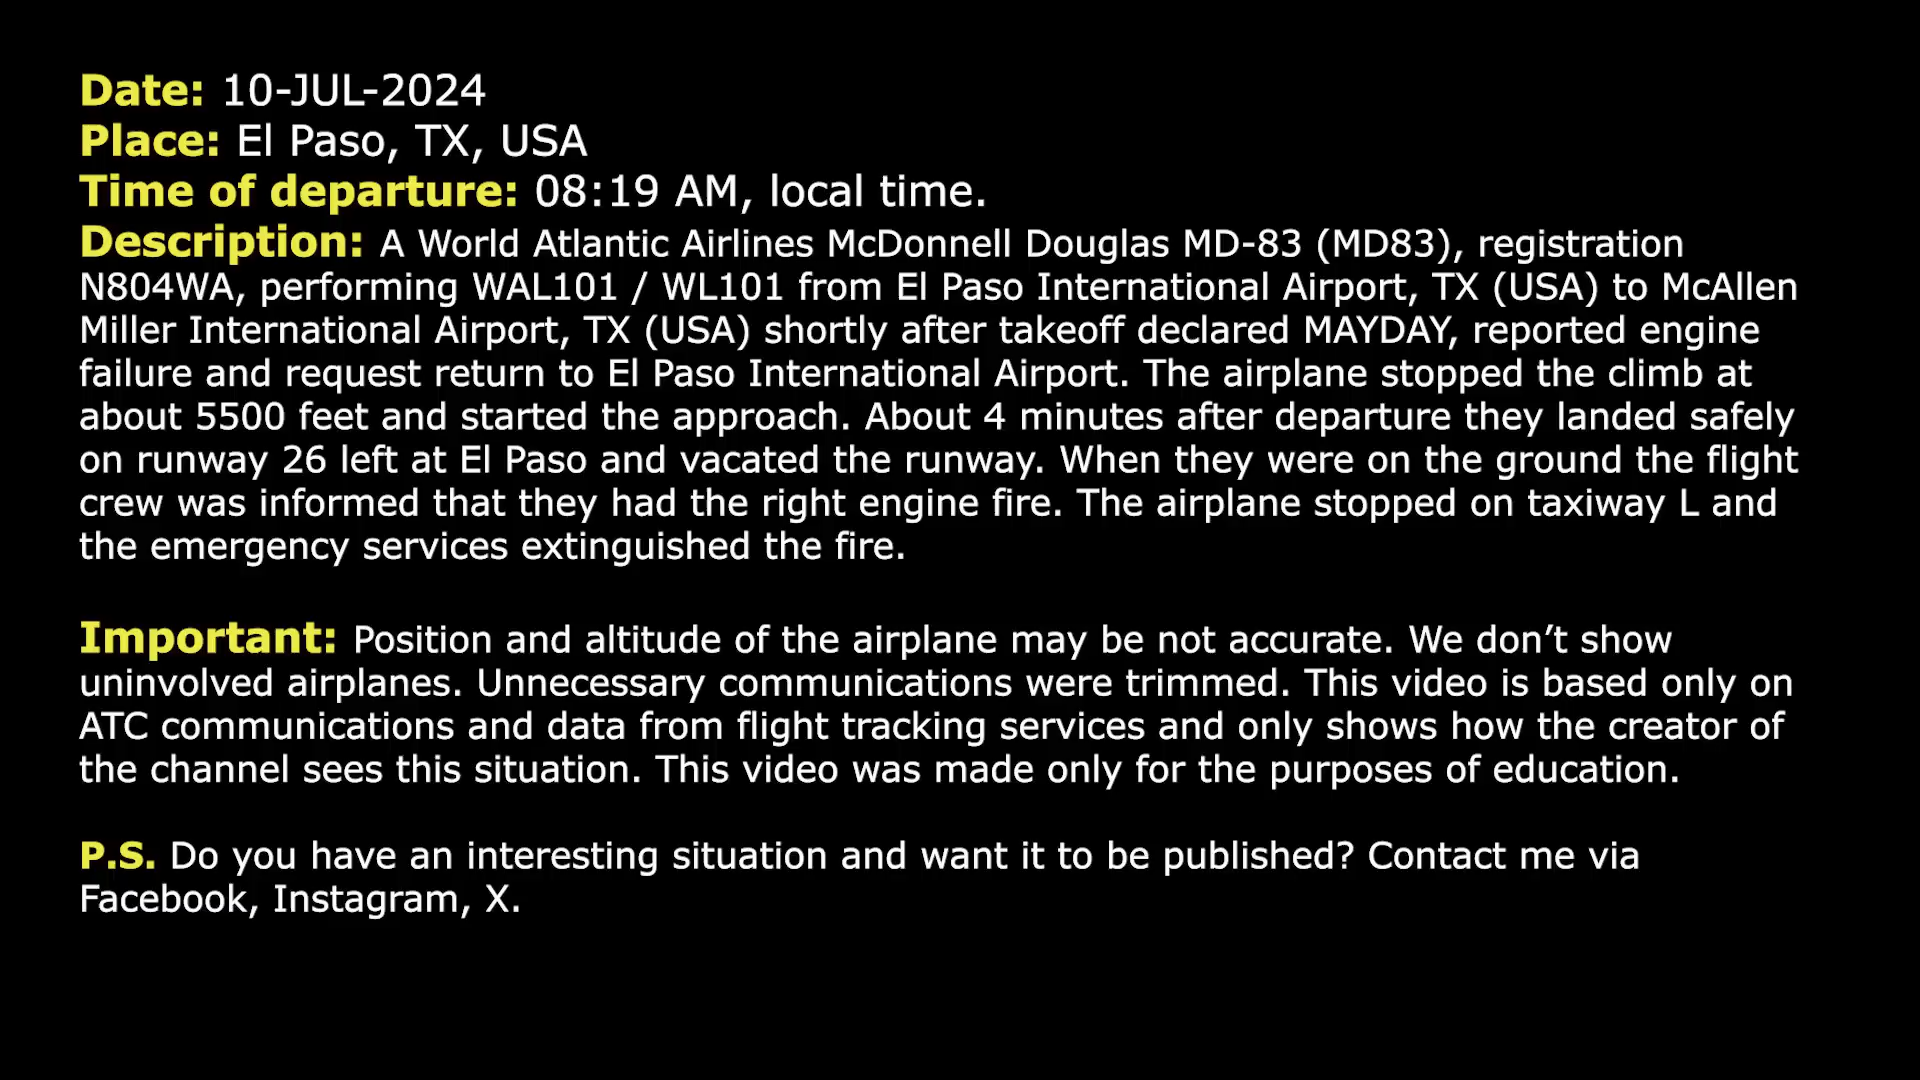 Date: 10-JUL-2024
Place: El Paso, TX, USA
Time of departure: 08:19 AM, local time.
Description: A World Atlantic Airlines McDonnell Douglas MD-83 (MD83), registration
N804WA, performing WAL101 / WL101 from El Paso International Airport, TX (USA) to McAllen
Miller International Airport, TX (USA) shortly after takeoff declared MAYDAY, reported engine
failure and request return to El Paso International Airport. The airplane stopped the climb at
about 5500 feet and started the approach. About 4 minutes after departure they landed safely
on runway 26 left at El Paso and vacated the runway. When they were on the ground the flight
crew was informed that they had the right engine fire. The airplane stopped on taxiway L and
the emergency services extinguished the fire.
Important: Position and altitude of the airplane may be not accurate. We don’t show
uninvolved airplanes. Unnecessary communications were trimmed. This video is based only on
ATC communications and data from flight tracking services and only shows how the creator of
the channel sees this situation. This video was made only for the purposes of education.
P.S. Do you have an interesting situation and want it to be published? Contact me via
Facebook, Instagram, X.